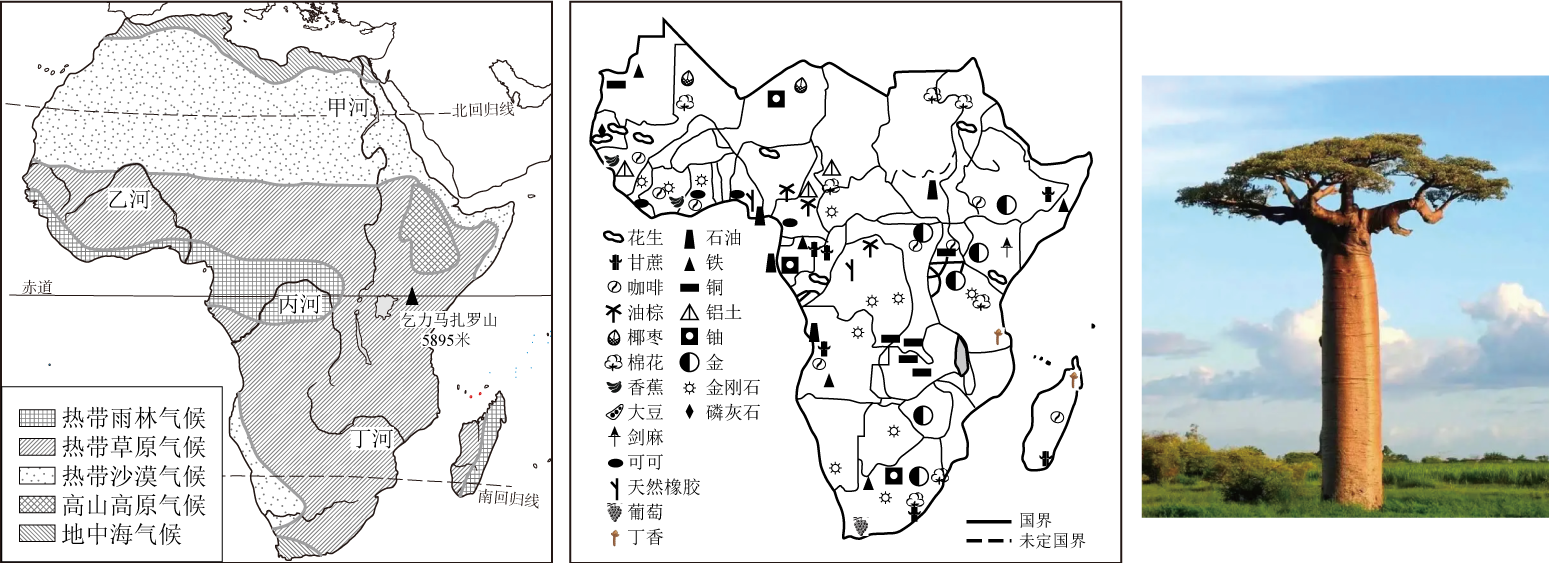 甲河
北回归线
乙河
赤道
丙河
乞力马扎罗山
5895米
丁河
南回归线
热带雨林气候
热带草原气候
热带沙漠气候
高山高原气候
地中海气候
花生
石油
甘蔗
铁
咖啡
铜
油棕
铝土
椰枣
铀
棉花
金
香蕉
金刚石
大豆
磷灰石
剑麻
可可
天然橡胶
葡萄
丁香
国界
未定国界